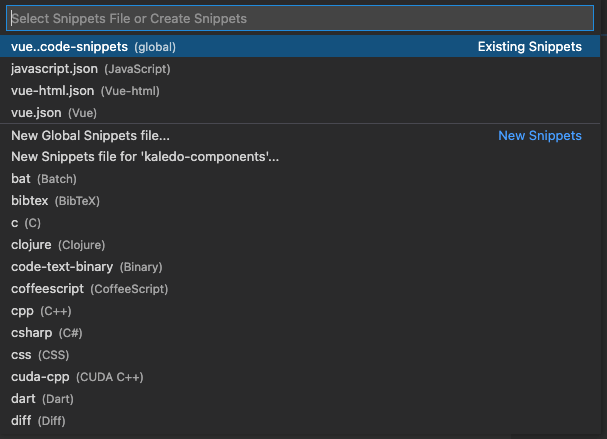 Select Snippets File or Create Snippets
vue..code-snippets (global) Existing Snippets
javascript.json (JavaScript)
vue-html.json (Vue-html)
vue.json (Vue)
New Global Snippets file... New Snippets
New Snippets file for 'kaledo-components'...
bat (Batch)
bibtex (BibTeX)
c (C)
clojure (Clojure)
code-text-binary (Binary)
coffeescript (CoffeeScript)
cpp (C++)
csharp (C#)
css (CSS)
cuda-cpp (CUDA C++)
dart (Dart)
diff (Diff)